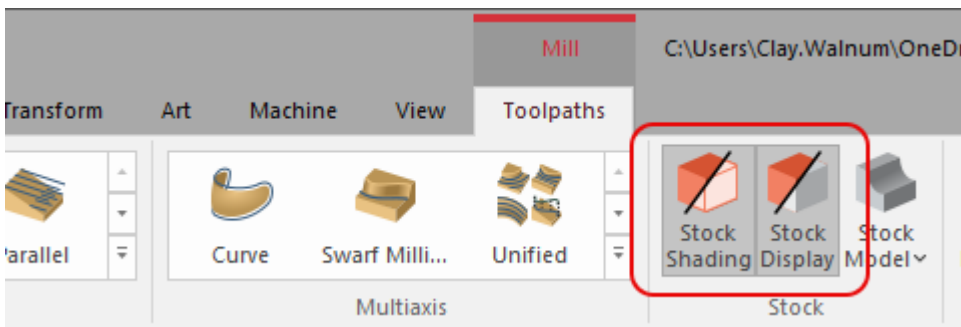 Mill
C:\Users\Clay.Walnum\OneDr
Transform Art Machine View Toolpaths
Parallel Curve Swarf Milli... Unified
Stock Shading
Stock Display
Stock Model
Multiaxis
Stock